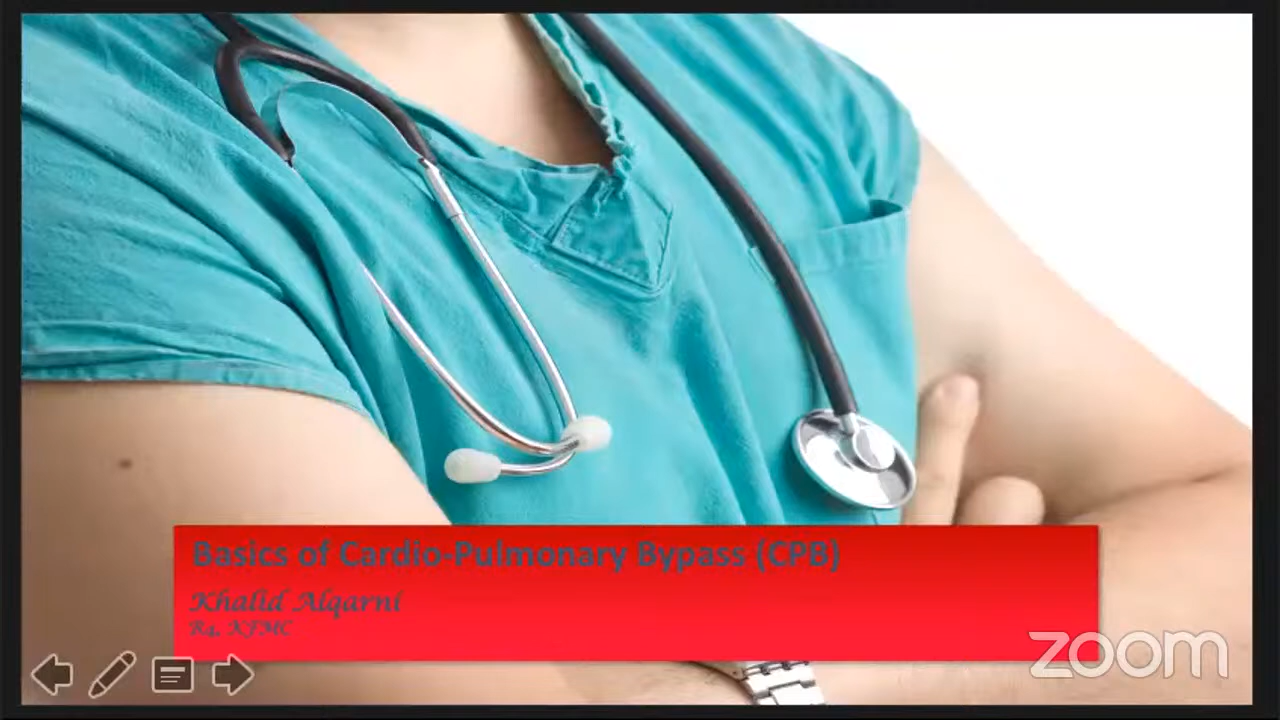 Basics of Cardio-Pulmonary Bypass (CPB)
Khalid Alqarni
R4, KFMC
zoom